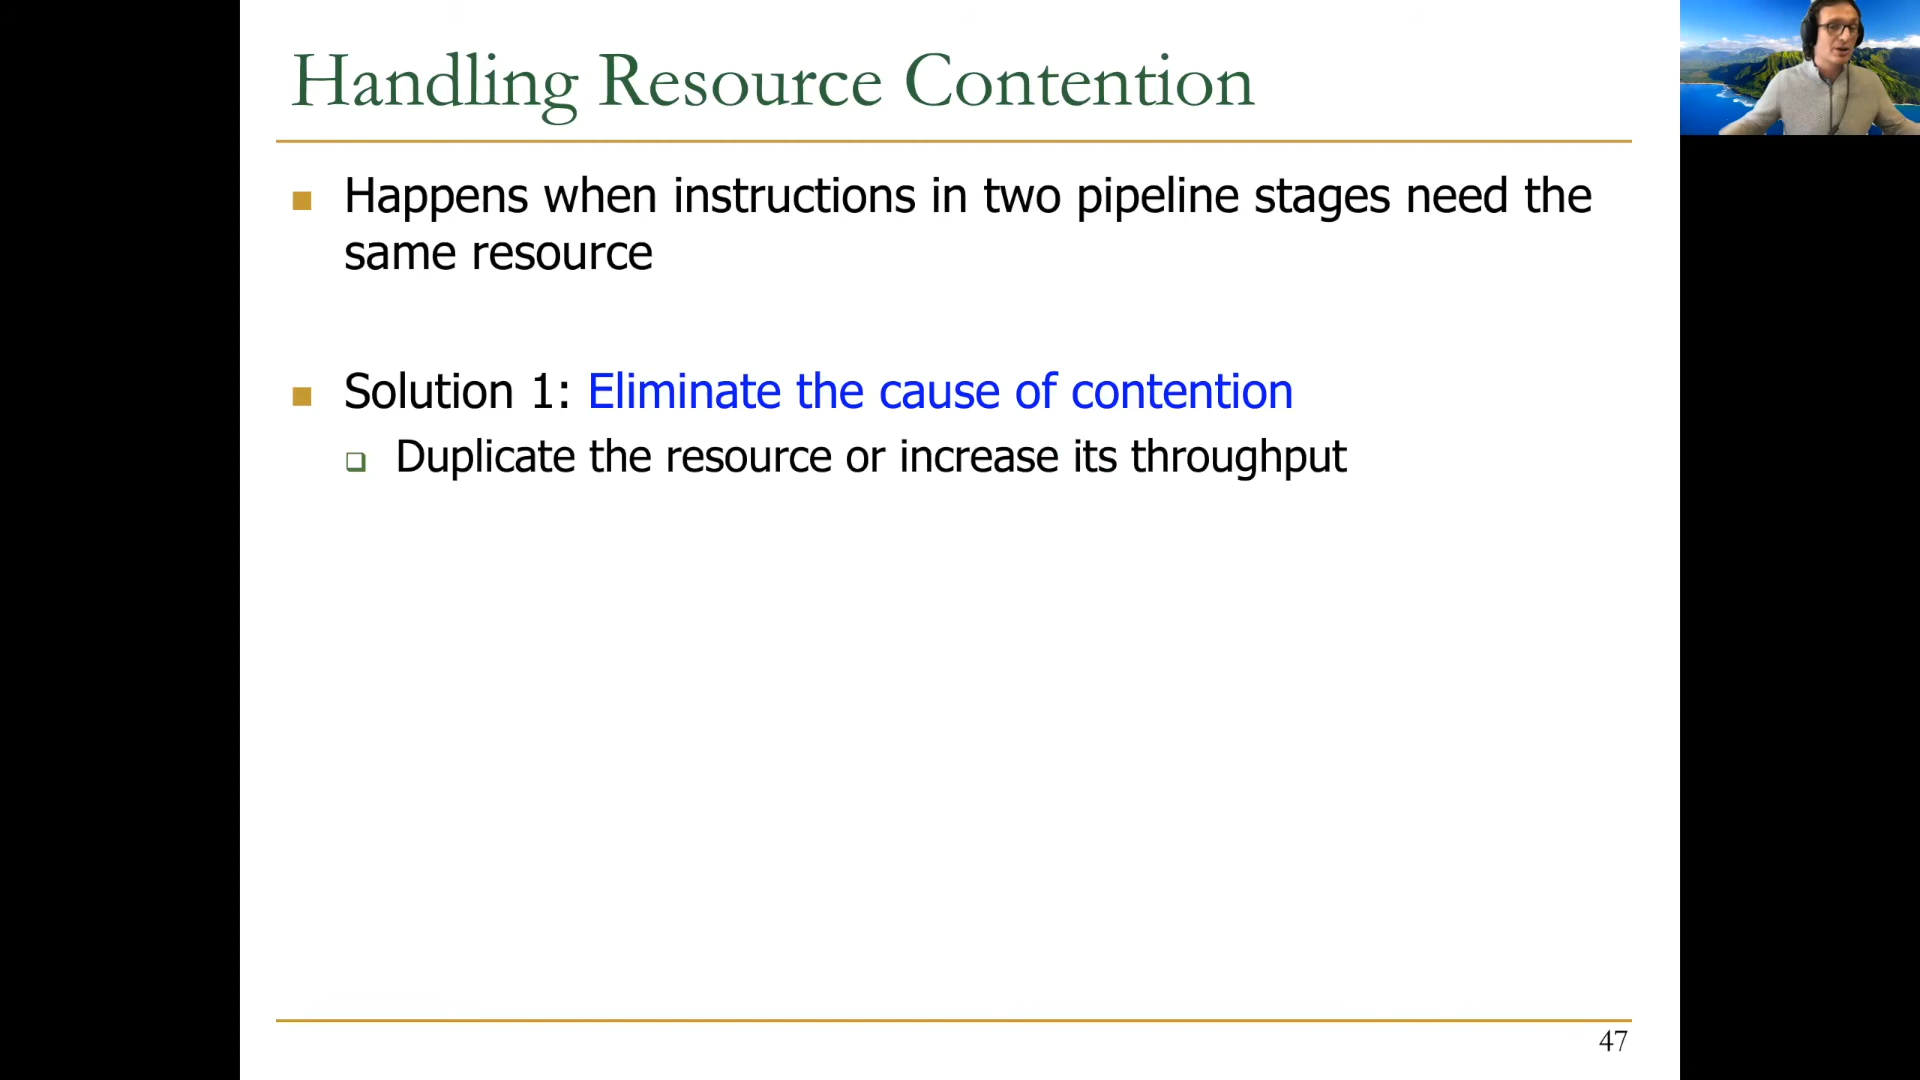 Handling Resource Contention
Happens when instructions in two pipeline stages need the
same resource
Solution 1: Eliminate the cause of contention
Duplicate the resource or increase its throughput
47